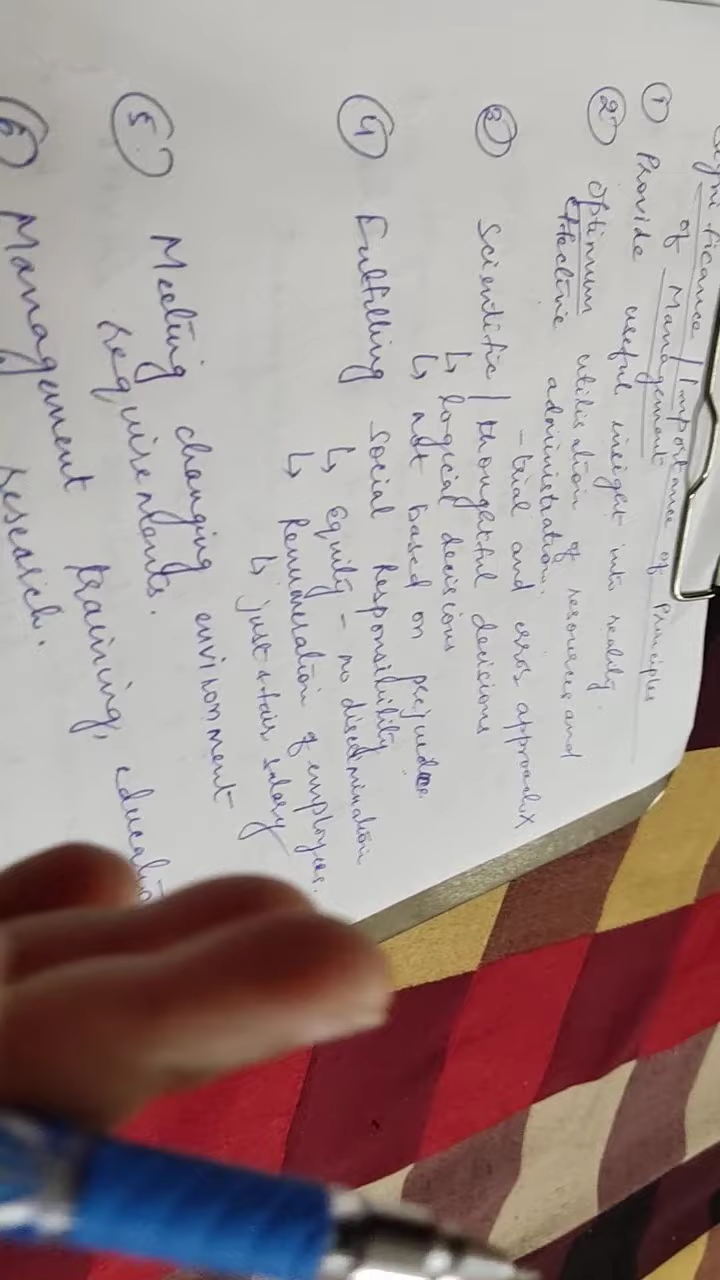 Significance / Importance of Principles
of Management
① Provide useful insight into reality.
② Optimum utilisation of resources and
effective administration.
- trial and error approach X
③ Scientific / thoughtful decisions
↳ logical decisions
↳ not based on prejudice
④ Fulfilling Social Responsibility
↳ Equity - no discrimination
↳ Remuneration of employees.
↳ just & fair salary
⑤ Meeting changing environment
requirements.
⑥ Management training, educatio
research.